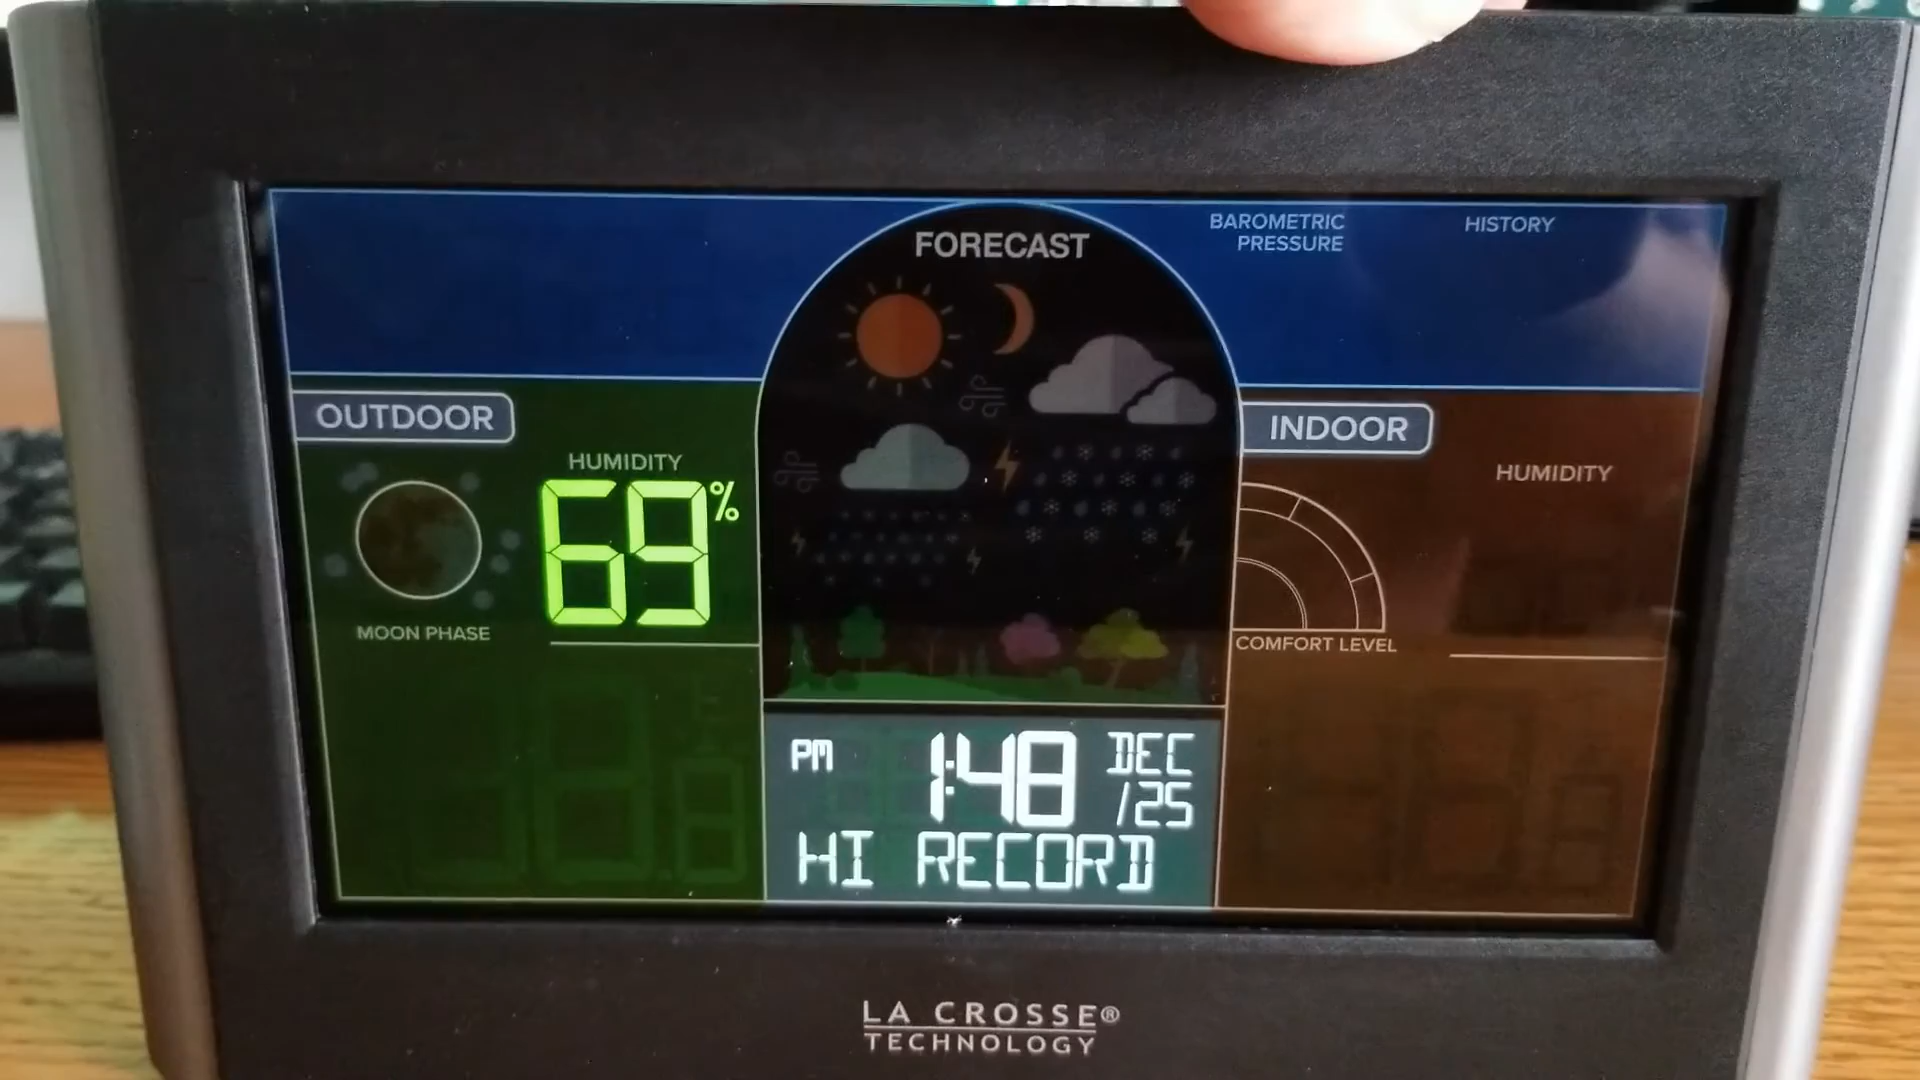 FORECAST
BAROMETRIC
PRESSURE
HISTORY
OUTDOOR
HUMIDITY
69%
MOON PHASE
INDOOR
HUMIDITY
COMFORT LEVEL
PM 1:48 DEC
/25
HI RECORD
LA CROSSE®
TECHNOLOGY